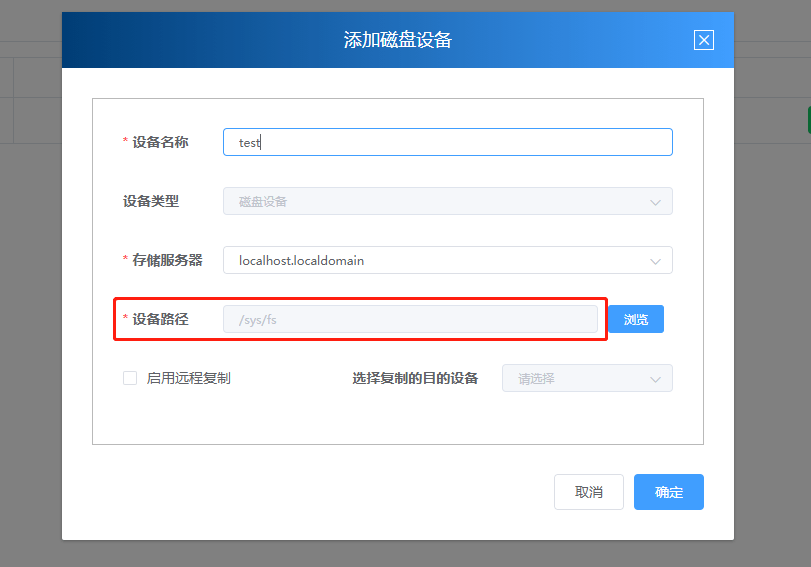 添加磁盘设备
* 设备名称 test
设备类型 磁盘设备
* 存储服务器 localhost.localdomain
* 设备路径 /sys/fs 浏览
启用远程复制 选择复制的目的设备 请选择
取消 确定